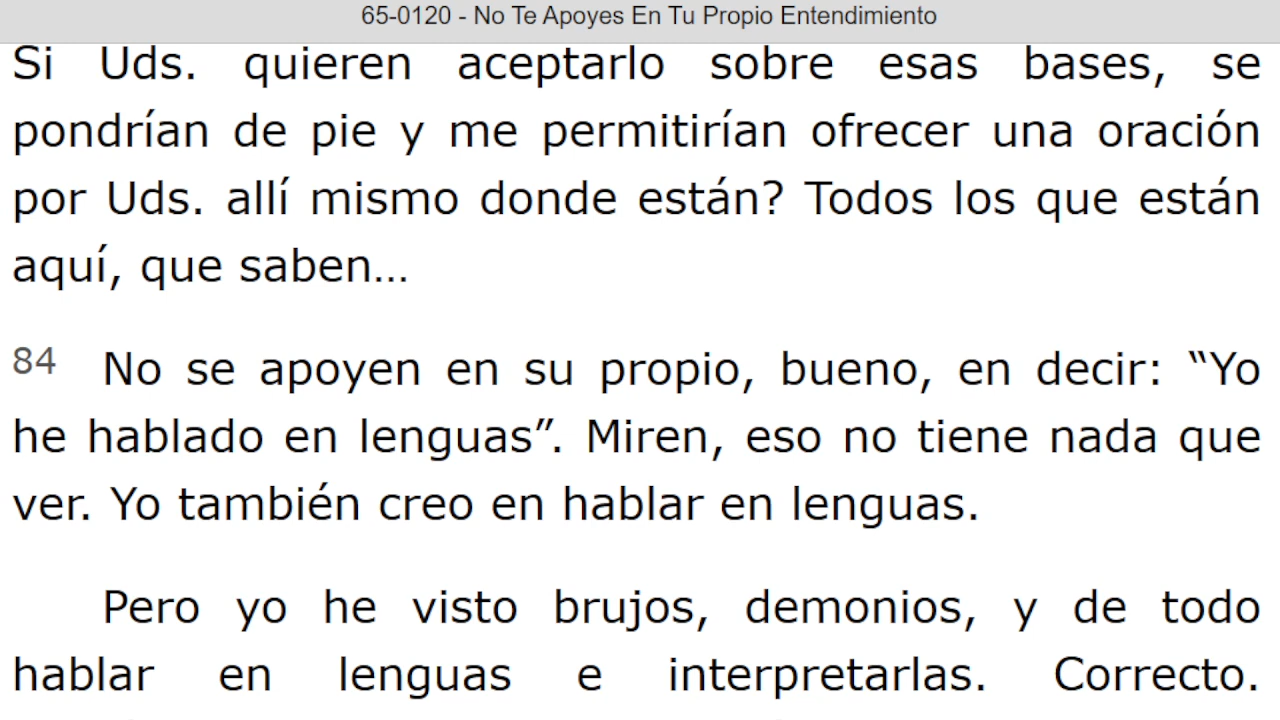 65-0120 - No Te Apoyes En Tu Propio Entendimiento
Si Uds. quieren aceptarlo sobre esas bases, se
pondrían de pie y me permitirían ofrecer una oración
por Uds. allí mismo donde están? Todos los que están
aquí, que saben…
84 No se apoyen en su propio, bueno, en decir: “Yo
he hablado en lenguas”. Miren, eso no tiene nada que
ver. Yo también creo en hablar en lenguas.
Pero yo he visto brujos, demonios, y de todo
hablar en lenguas e interpretarlas. Correcto.